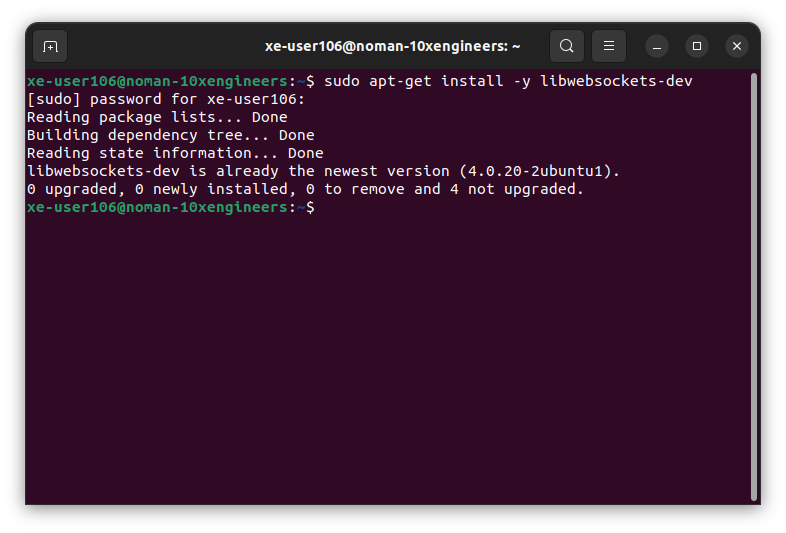 xe-user106@noman-10xengineers: ~
xe-user106@noman-10xengineers:~$ sudo apt-get install -y libwebsockets-dev
[sudo] password for xe-user106:
Reading package lists... Done
Building dependency tree... Done
Reading state information... Done
libwebsockets-dev is already the newest version (4.0.20-2ubuntu1).
0 upgraded, 0 newly installed, 0 to remove and 4 not upgraded.
xe-user106@noman-10xengineers:~$